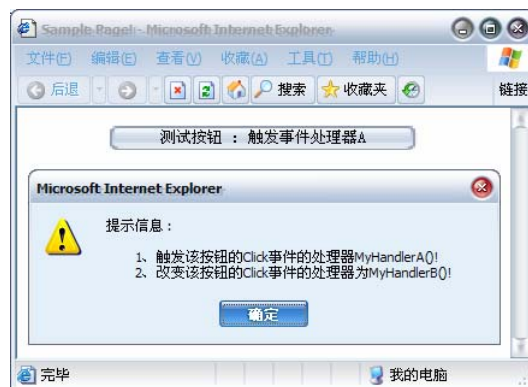 Sample Page! - Microsoft Internet Explorer
文件(F) 编辑(E) 查看(V) 收藏(A) 工具(T) 帮助(H)
后退 搜索 收藏夹 链接
测试按钮 : 触发事件处理器A
Microsoft Internet Explorer
提示信息：
1、触发该按钮的Click事件的处理器MyHandlerA()!
2、改变该按钮的Click事件的处理器为MyHandlerB()!
确定
完毕 我的电脑